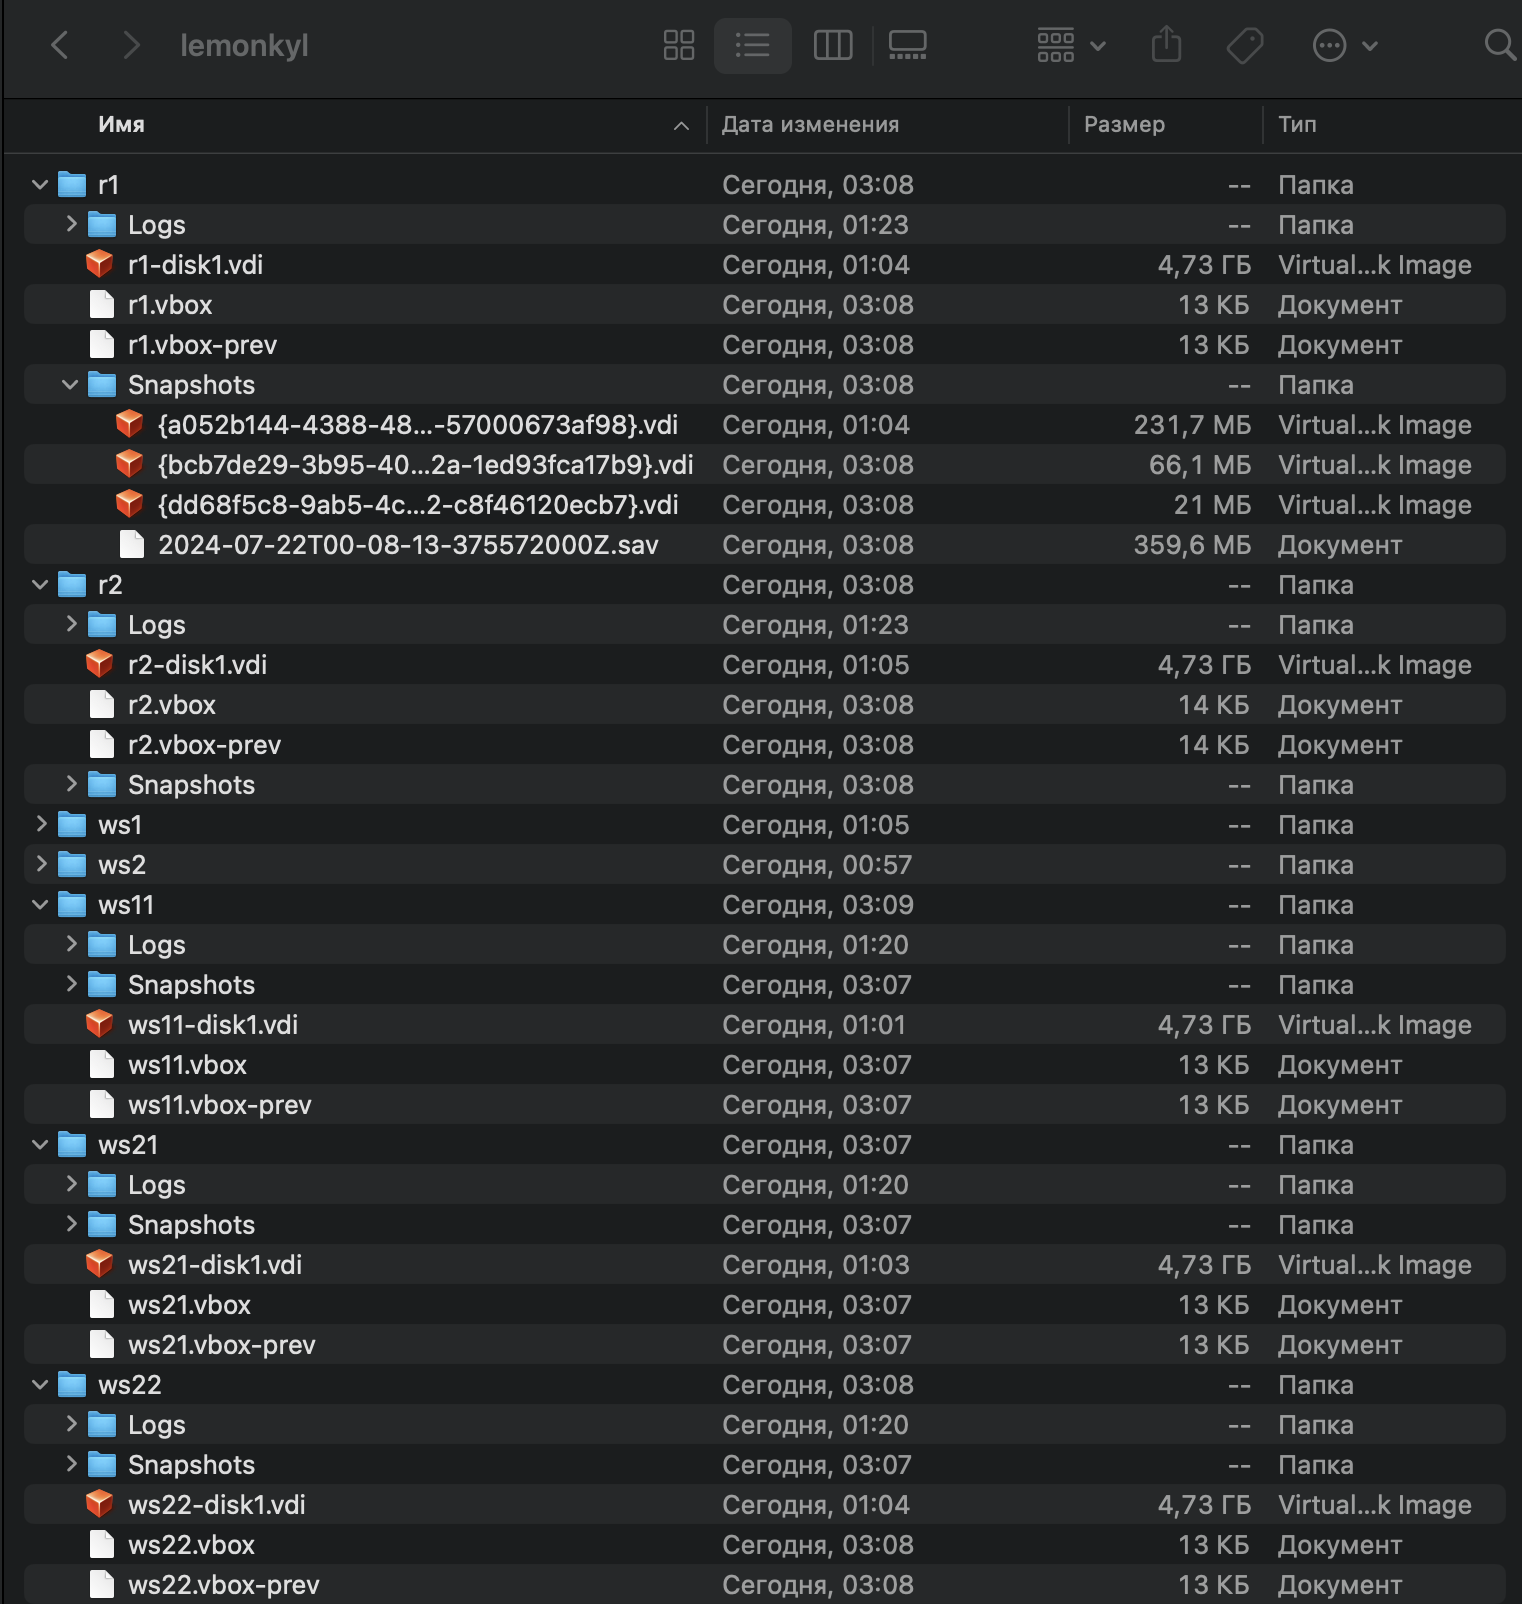 lemonkyl
Имя Дата изменения Размер Тип
r1 Сегодня, 03:08 -- Папка
Logs Сегодня, 01:23 -- Папка
r1-disk1.vdi Сегодня, 01:04 4,73 ГБ Virtual...k Image
r1.vbox Сегодня, 03:08 13 КБ Документ
r1.vbox-prev Сегодня, 03:08 13 КБ Документ
Snapshots Сегодня, 03:08 -- Папка
{a052b144-4388-48...-57000673af98}.vdi Сегодня, 01:04 231,7 МБ Virtual...k Image
{bcb7de29-3b95-40...2a-1ed93fca17b9}.vdi Сегодня, 03:08 66,1 МБ Virtual...k Image
{dd68f5c8-9ab5-4c...2-c8f46120ecb7}.vdi Сегодня, 03:08 21 МБ Virtual...k Image
2024-07-22T00-08-13-375572000Z.sav Сегодня, 03:08 359,6 МБ Документ
r2 Сегодня, 03:08 -- Папка
Logs Сегодня, 01:23 -- Папка
r2-disk1.vdi Сегодня, 01:05 4,73 ГБ Virtual...k Image
r2.vbox Сегодня, 03:08 14 КБ Документ
r2.vbox-prev Сегодня, 03:08 14 КБ Документ
Snapshots Сегодня, 03:08 -- Папка
ws1 Сегодня, 01:05 -- Папка
ws2 Сегодня, 00:57 -- Папка
ws11 Сегодня, 03:09 -- Папка
Logs Сегодня, 01:20 -- Папка
Snapshots Сегодня, 03:07 -- Папка
ws11-disk1.vdi Сегодня, 01:01 4,73 ГБ Virtual...k Image
ws11.vbox Сегодня, 03:07 13 КБ Документ
ws11.vbox-prev Сегодня, 03:07 13 КБ Документ
ws21 Сегодня, 03:07 -- Папка
Logs Сегодня, 01:20 -- Папка
Snapshots Сегодня, 03:07 -- Папка
ws21-disk1.vdi Сегодня, 01:03 4,73 ГБ Virtual...k Image
ws21.vbox Сегодня, 03:07 13 КБ Документ
ws21.vbox-prev Сегодня, 03:07 13 КБ Документ
ws22 Сегодня, 03:08 -- Папка
Logs Сегодня, 01:20 -- Папка
Snapshots Сегодня, 03:07 -- Папка
ws22-disk1.vdi Сегодня, 01:04 4,73 ГБ Virtual...k Image
ws22.vbox Сегодня, 03:08 13 КБ Документ
ws22.vbox-prev Сегодня, 03:08 13 КБ Документ